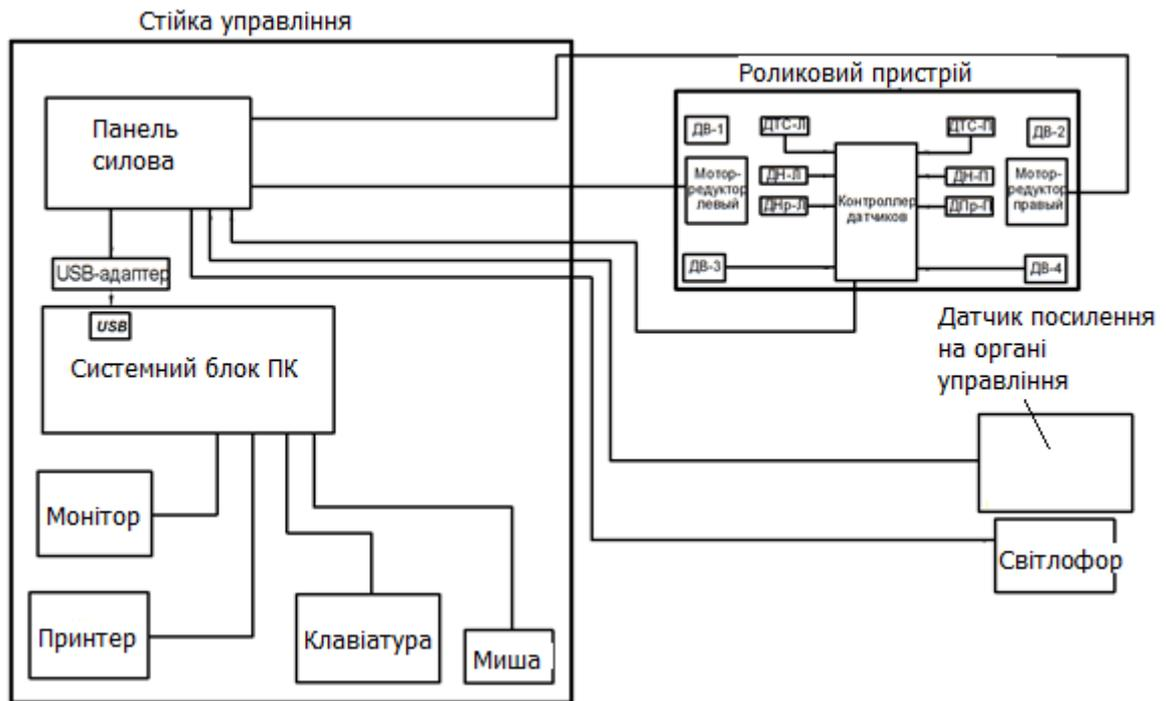 Стійка управління
Роликовий пристрій
Панель
силова
ДВ-1
ДТС-Л
ДТС-П
ДВ-2
Мотор-
редуктор
левый
ДН-Л
ДНр-Л
Контроллер
датчиков
ДН-П
ДПр-П
Мотор-
редуктор
правый
ДВ-3
ДВ-4
USB-адаптер
USB
Системний блок ПК
Датчик посилення
на органі
управління
Монітор
Світлофор
Принтер
Клавіатура
Миша